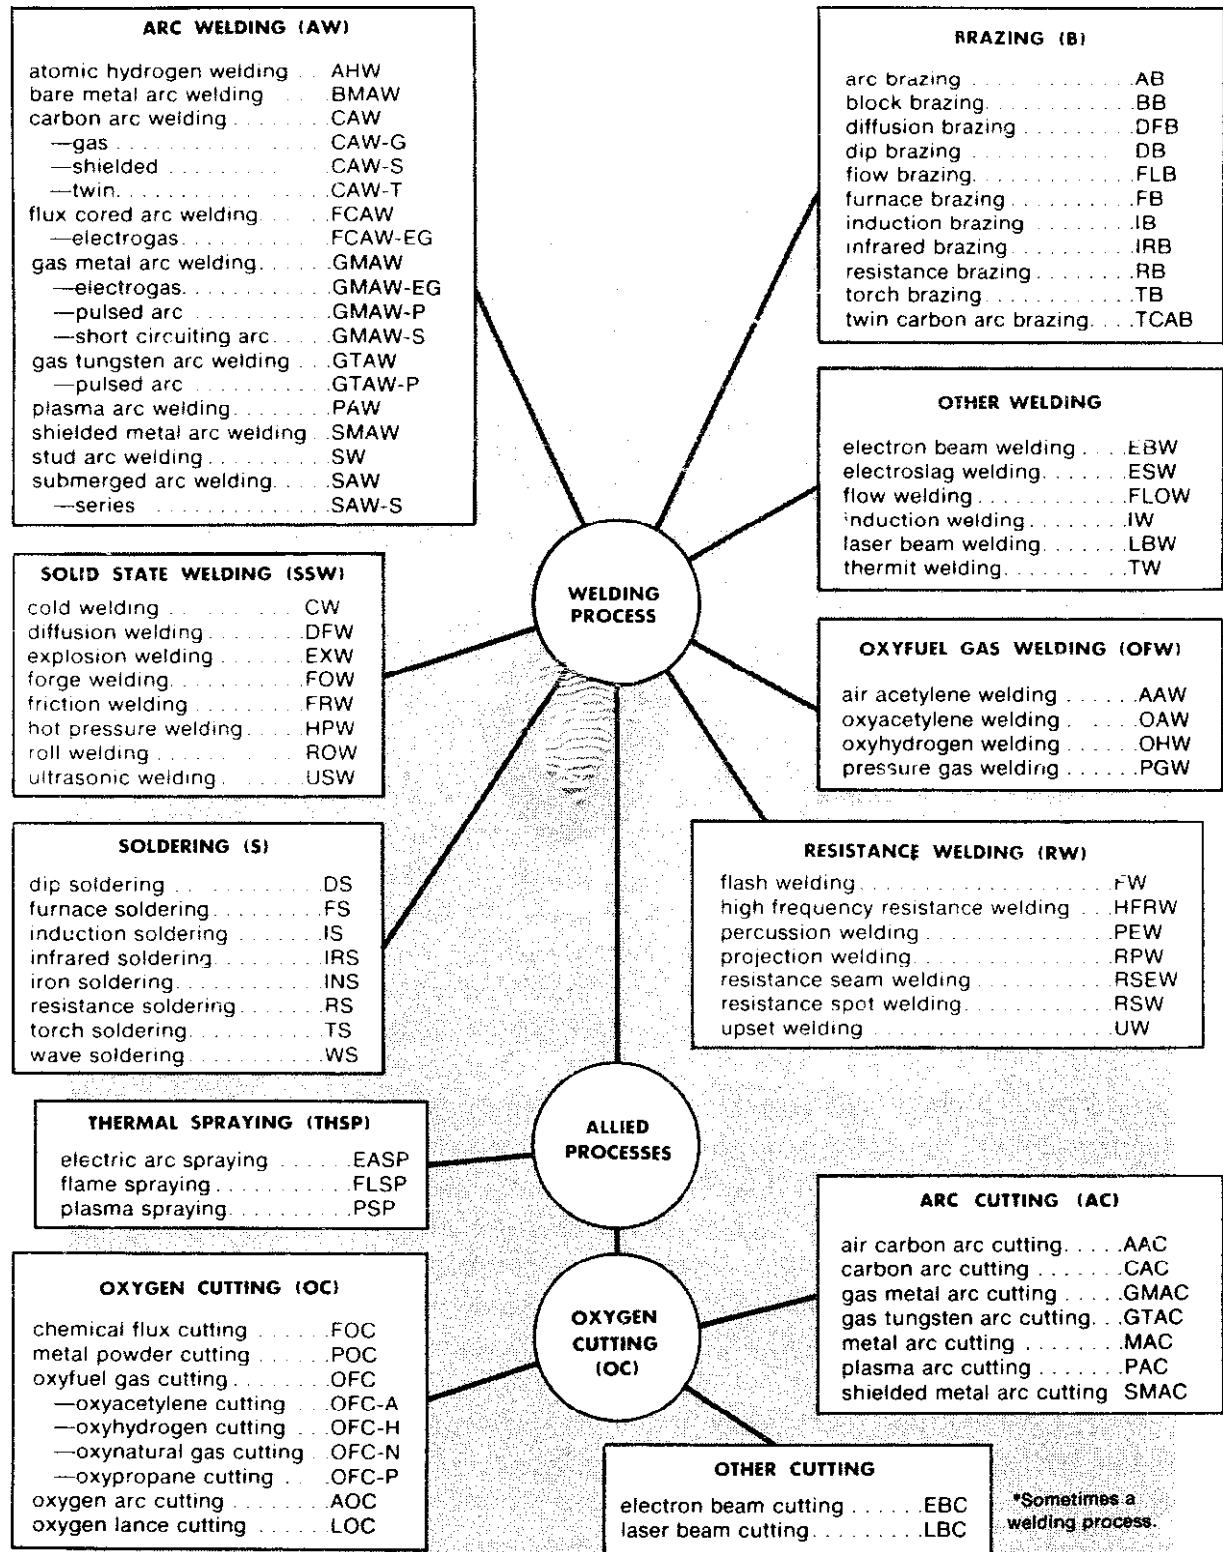 ARC WELDING (AW)
atomic hydrogen welding . . AHW
bare metal arc welding . . . BMAW
carbon arc welding . . . . . . . . CAW
—gas . . . . . . . . . . . . . CAW-G
—shielded . . . . . . . . . CAW-S
—twin. . . . . . . . . . . . . CAW-T
flux cored arc welding. . . . . FCAW
—electrogas. . . . . . . . . FCAW-EG
gas metal arc welding. . . . . GMAW
—electrogas. . . . . . . . . GMAW-EG
—pulsed arc . . . . . . . . GMAW-P
—short circuiting arc . . . GMAW-S
gas tungsten arc welding . . . GTAW
—pulsed arc . . . . . . . . GTAW-P
plasma arc welding. . . . . . . PAW
shielded metal arc welding . . SMAW
stud arc welding. . . . . . . . . SW
submerged arc welding. . . . . SAW
—series . . . . . . . . . . . SAW-S
BRAZING (B)
arc brazing . . . . . . . . . . . AB
block brazing. . . . . . . . . . BB
diffusion brazing . . . . . . . DFB
dip brazing . . . . . . . . . . . DB
flow brazing. . . . . . . . . . . FLB
furnace brazing . . . . . . . . FB
induction brazing . . . . . . . IB
infrared brazing . . . . . . . . IRB
resistance brazing . . . . . . . RB
torch brazing . . . . . . . . . . TB
twin carbon arc brazing. . . . TCAB
OTHER WELDING
electron beam welding . . . . EBW
electroslag welding. . . . . . . ESW
flow welding . . . . . . . . . . FLOW
induction welding. . . . . . . . IW
laser beam welding. . . . . . . LBW
thermit welding. . . . . . . . . TW
WELDING
PROCESS
SOLID STATE WELDING (SSW)
cold welding . . . . . . . . . . CW
diffusion welding. . . . . . . . DFW
explosion welding . . . . . . . EXW
forge welding. . . . . . . . . . FOW
friction welding. . . . . . . . . FRW
hot pressure welding. . . . . . HPW
roll welding . . . . . . . . . . . ROW
ultrasonic welding . . . . . . . USW
OXYFUEL GAS WELDING (OFW)
air acetylene welding . . . . . . AAW
oxyacetylene welding . . . . . . OAW
oxyhydrogen welding . . . . . . OHW
pressure gas welding . . . . . . PGW
SOLDERING (S)
dip soldering . . . . . . . . . . DS
furnace soldering. . . . . . . . FS
induction soldering. . . . . . . IS
infrared soldering. . . . . . . . IRS
iron soldering. . . . . . . . . . INS
resistance soldering. . . . . . . RS
torch soldering . . . . . . . . . TS
wave soldering. . . . . . . . . WS
RESISTANCE WELDING (RW)
flash welding. . . . . . . . . . . . . . . FW
high frequency resistance welding . . . HFRW
percussion welding. . . . . . . . . . . . PEW
projection welding. . . . . . . . . . . . RPW
resistance seam welding . . . . . . . . RSEW
resistance spot welding. . . . . . . . . RSW
upset welding . . . . . . . . . . . . . . UW
THERMAL SPRAYING (THSP)
electric arc spraying . . . . . . EASP
flame spraying . . . . . . . . . FLSP
plasma spraying. . . . . . . . . PSP
ALLIED
PROCESSES
ARC CUTTING (AC)
air carbon arc cutting. . . . . AAC
carbon arc cutting . . . . . . . CAC
gas metal arc cutting . . . . . GMAC
gas tungsten arc cutting. . . . GTAC
metal arc cutting . . . . . . . . MAC
plasma arc cutting . . . . . . . PAC
shielded metal arc cutting SMAC
OXYGEN CUTTING (OC)
chemical flux cutting . . . . . . FOC
metal powder cutting . . . . . . POC
oxyfuel gas cutting. . . . . . . OFC
—oxyacetylene cutting . . . OFC-A
—oxyhydrogen cutting . . . OFC-H
—oxynatural gas cutting . . OFC-N
—oxypropane cutting . . . OFC-P
oxygen arc cutting . . . . . . . AOC
oxygen lance cutting . . . . . . LOC
OXYGEN
CUTTING
(OC)
OTHER CUTTING
electron beam cutting . . . . . . EBC
laser beam cutting. . . . . . . . LBC
*Sometimes a
welding process.